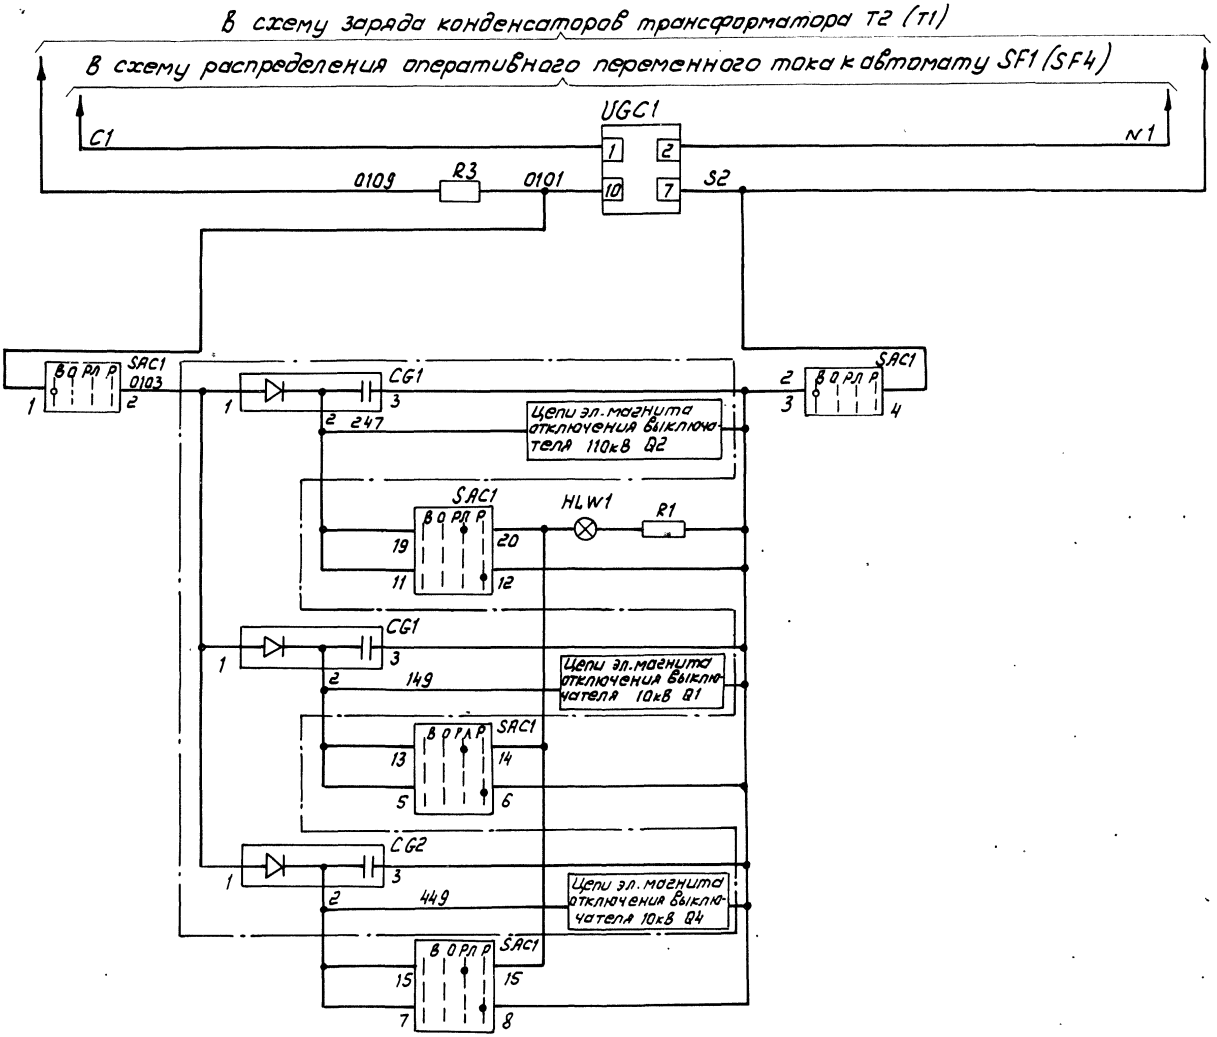 В схему заряда конденсаторов трансформатора Т2 (Т1)
В схему распределения оперативного переменного тока к автомату SF1 (SF4)
UGC1
C1
1
2
N1
0109
R3
0101
10
7
S2
SAC1
В О РЛ Р
0103
1
2
CG1
1
3
2
247
Цепи эл. магнита
отключения выключа-
теля 110кВ Q2
SAC1
В О РЛ Р
2
3
4
SAC1
В О РЛ Р
19
20
11
12
HLW1
R1
CG1
1
3
2
149
Цепи эл. магнита
отключения выклю-
чателя 10кВ Q1
SAC1
В О РЛ Р
13
14
5
6
CG2
1
3
2
449
Цепи эл. магнита
отключения выклю-
чателя 10кВ Q4
SAC1
В О РЛ Р
15
15
7
8